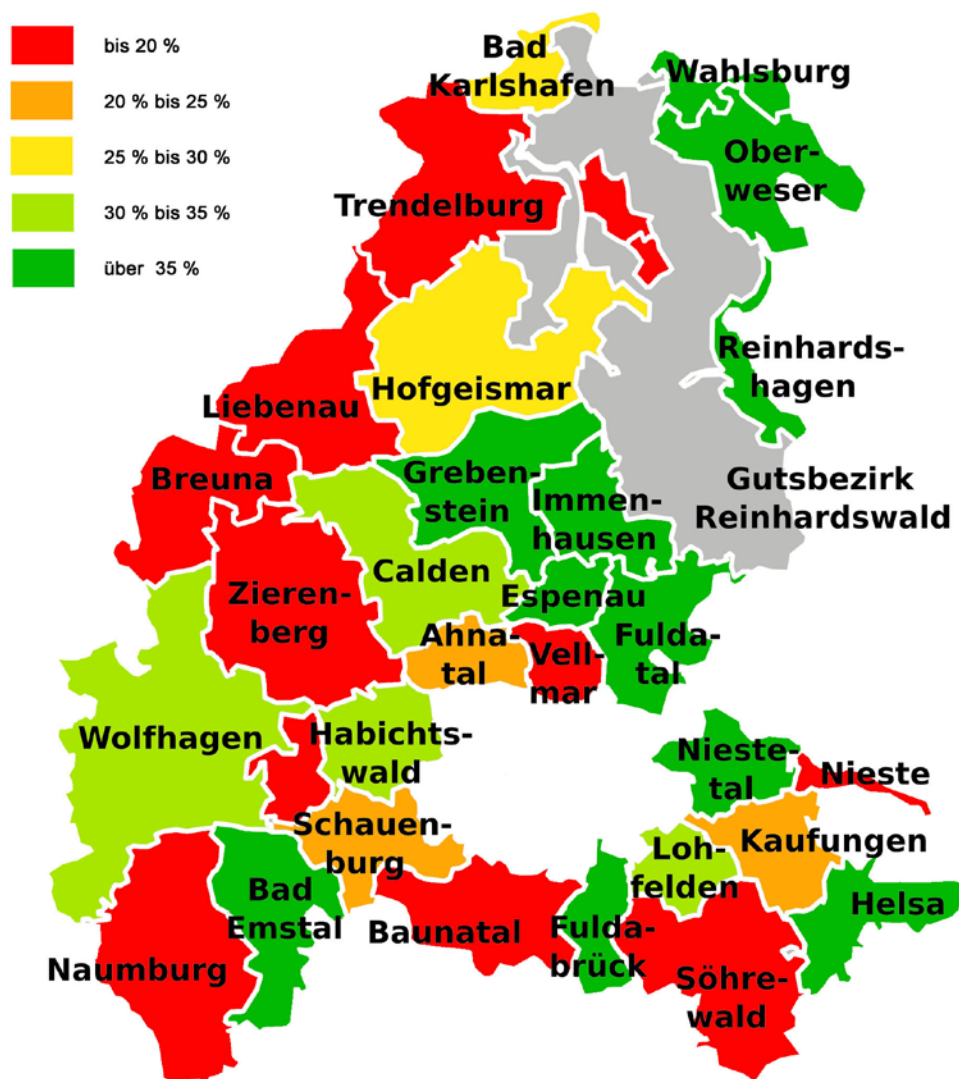 bis 20 %
20 % bis 25 %
25 % bis 30 %
30 % bis 35 %
über 35 %
Bad
Karlshafen
Wahlsburg
Ober-
weser
Trendelburg
Reinhards-
hagen
Hofgeismar
Liebenau
Breuna
Greben-
stein
Immen-
hausen
Gutsbezirk
Reinhardswald
Calden
Zieren-
berg
Espenau
Ahna-
tal
Vell-
mar
Fulda-
tal
Wolfhagen
Habichts-
wald
Nieste-
tal
Nieste
Schauen-
burg
Kaufungen
Loh-
felden
Bad
Emstal
Helsa
Baunatal
Fulda-
brück
Naumburg
Söhre-
wald